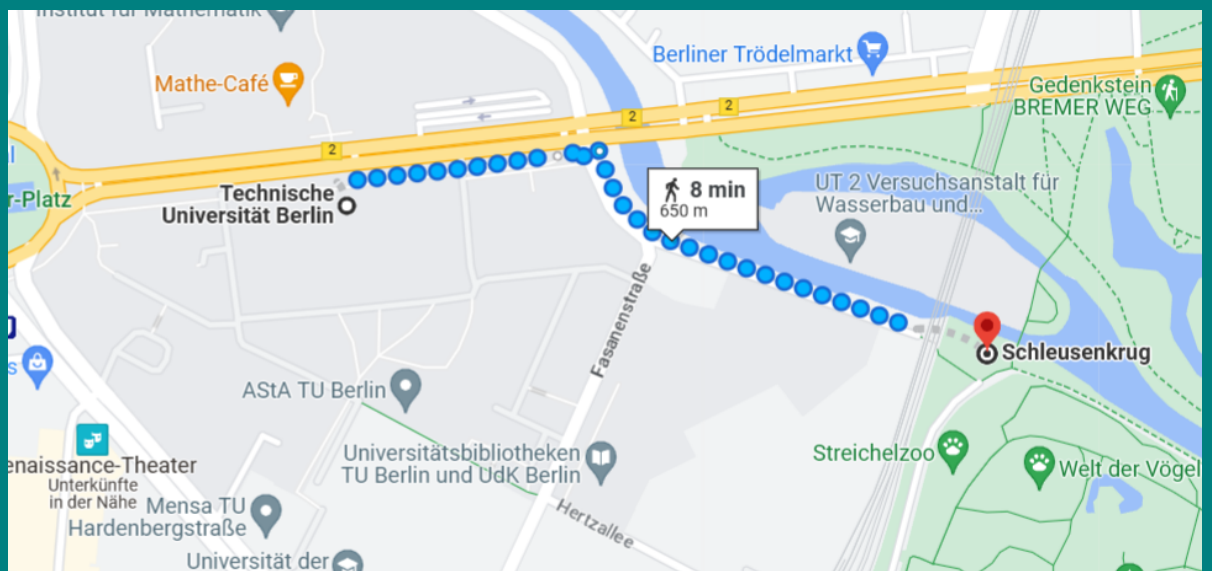 Institut für Mathematik
Berliner Trödelmarkt
Mathe-Café
Gedenkstein
BREMER WEG
2
2
2
r-Platz
Technische
Universität Berlin
8 min
650 m
UT 2 Versuchsanstalt für
Wasserbau und...
Fasanenstraße
Schleusenkrug
s
AStA TU Berlin
Universitätsbibliotheken
TU Berlin und UdK Berlin
Streichelzoo
Welt der Vögel
enaissance-Theater
Unterkünfte
in der Nähe
Mensa TU
Hardenbergstraße
Hertzallee
Universität der